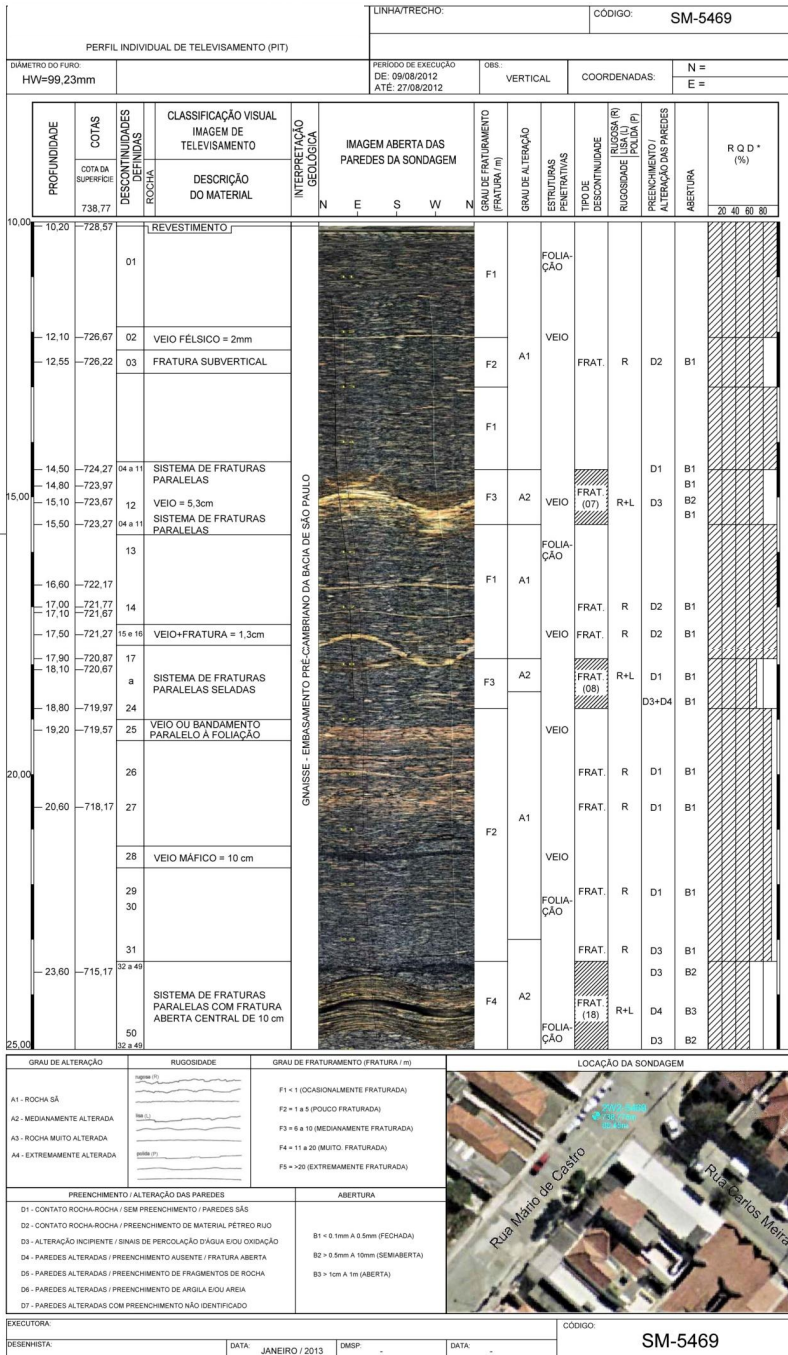 LINHA/TRECHO:
CÓDIGO: SM-5469
PERFIL INDIVIDUAL DE TELEVISAMENTO (PIT)
DIÂMETRO DO FURO:
HW=99,23mm
PERÍODO DE EXECUÇÃO
DE: 09/08/2012
ATÉ: 27/08/2012
OBS.:
VERTICAL
COORDENADAS:
N =
E =
PROFUNDIDADE
COTAS
COTA DA
SUPERFÍCIE
738,77
DESCONTINUIDADES
DEFINIDAS
ROCHA
CLASSIFICAÇÃO VISUAL
IMAGEM DE
TELEVISAMENTO
DESCRIÇÃO
DO MATERIAL
INTERPRETAÇÃO
GEOLÓGICA
IMAGEM ABERTA DAS
PAREDES DA SONDAGEM
N E S W N
GRAU DE FRATURAMENTO
(FRATURA / m)
GRAU DE ALTERAÇÃO
ESTRUTURAS
PENETRATIVAS
TIPO DE
DESCONTINUIDADE
RUGOSIDADE
RUGOSA (R)
LISA (L)
POLIDA (P)
PREENCHIMENTO /
ALTERAÇÃO DAS PAREDES
ABERTURA
R Q D *
(%)
20 40 60 80
10,00
10,20 728,57 REVESTIMENTO
01
F1
FOLIA-
ÇÃO
12,10 726,67 02 VEIO FÉLSICO = 2mm VEIO
12,55 726,22 03 FRATURA SUBVERTICAL F2 A1 FRAT. R D2 B1
F1
14,50 724,27 04 a 11 SISTEMA DE FRATURAS
PARALELAS
D1 B1
14,80 723,97 B1
15,00
15,10 723,67 12 VEIO = 5,3cm F3 A2 VEIO FRAT.
(07)
R+L D3 B2
15,50 723,27 04 a 11 SISTEMA DE FRATURAS
PARALELAS
B1
13
FOLIA-
ÇÃO
16,60 722,17 F1 A1
17,00 721,77
14 FRAT. R D2 B1
17,10 721,67
17,50 721,27 15 e 16 VEIO+FRATURA = 1,3cm VEIO FRAT. R D2 B1
17,90 720,87 17
18,10 720,67
a
SISTEMA DE FRATURAS
PARALELAS SELADAS
F3 A2 FRAT.
(08)
R+L D1 B1
18,80 719,97 24 D3+D4 B1
19,20 719,57 25 VEIO OU BANDAMENTO
PARALELO À FOLIAÇÃO
VEIO
20,00
26 FRAT. R D1 B1
20,60 718,17 27 FRAT. R D1 B1
F2 A1
28 VEIO MÁFICO = 10 cm VEIO
29 FRAT. R D1 B1
30
FOLIA-
ÇÃO
31 FRAT. R D3 B1
23,60 715,17 32 a 49 D3 B2
SISTEMA DE FRATURAS
PARALELAS COM FRATURA
ABERTA CENTRAL DE 10 cm
F4 A2 FRAT.
(18)
R+L D4 B3
50
FOLIA-
ÇÃO
D3 B2
25,00 32 a 49
GNAISSE - EMBASAMENTO PRÉ-CAMBRIANO DA BACIA DE SÃO PAULO
GRAU DE ALTERAÇÃO
A1 - ROCHA SÃ
A2 - MEDIANAMENTE ALTERADA
A3 - ROCHA MUITO ALTERADA
A4 - EXTREMAMENTE ALTERADA
RUGOSIDADE
rugosa (R)
lisa (L)
polida (P)
GRAU DE FRATURAMENTO (FRATURA / m)
F1 < 1 (OCASIONALMENTE FRATURADA)
F2 = 1 a 5 (POUCO FRATURADA)
F3 = 6 a 10 (MEDIANAMENTE FRATURADA)
F4 = 11 a 20 (MUITO. FRATURADA)
F5 = >20 (EXTREMAMENTE FRATURADA)
LOCAÇÃO DA SONDAGEM
Rua Mário de Castro
Rua Carlos Meira
PREENCHIMENTO / ALTERAÇÃO DAS PAREDES
D1 - CONTATO ROCHA-ROCHA / SEM PREENCHIMENTO / PAREDES SÃS
D2 - CONTATO ROCHA-ROCHA / PREENCHIMENTO DE MATERIAL PÉTREO RIJO
D3 - ALTERAÇÃO INCIPIENTE / SINAIS DE PERCOLAÇÃO D'ÁGUA E/OU OXIDAÇÃO
D4 - PAREDES ALTERADAS / PREENCHIMENTO AUSENTE / FRATURA ABERTA
D5 - PAREDES ALTERADAS / PREENCHIMENTO DE FRAGMENTOS DE ROCHA
D6 - PAREDES ALTERADAS / PREENCHIMENTO DE ARGILA E/OU AREIA
D7 - PAREDES ALTERADAS COM PREENCHIMENTO NÃO IDENTIFICADO
ABERTURA
B1 < 0.1mm A 0.5mm (FECHADA)
B2 > 0.5mm A 10mm (SEMIABERTA)
B3 > 1cm A 1m (ABERTA)
EXECUTORA:
DESENHISTA:
DATA: JANEIRO / 2013
DMSP: -
DATA: -
CÓDIGO:
SM-5469